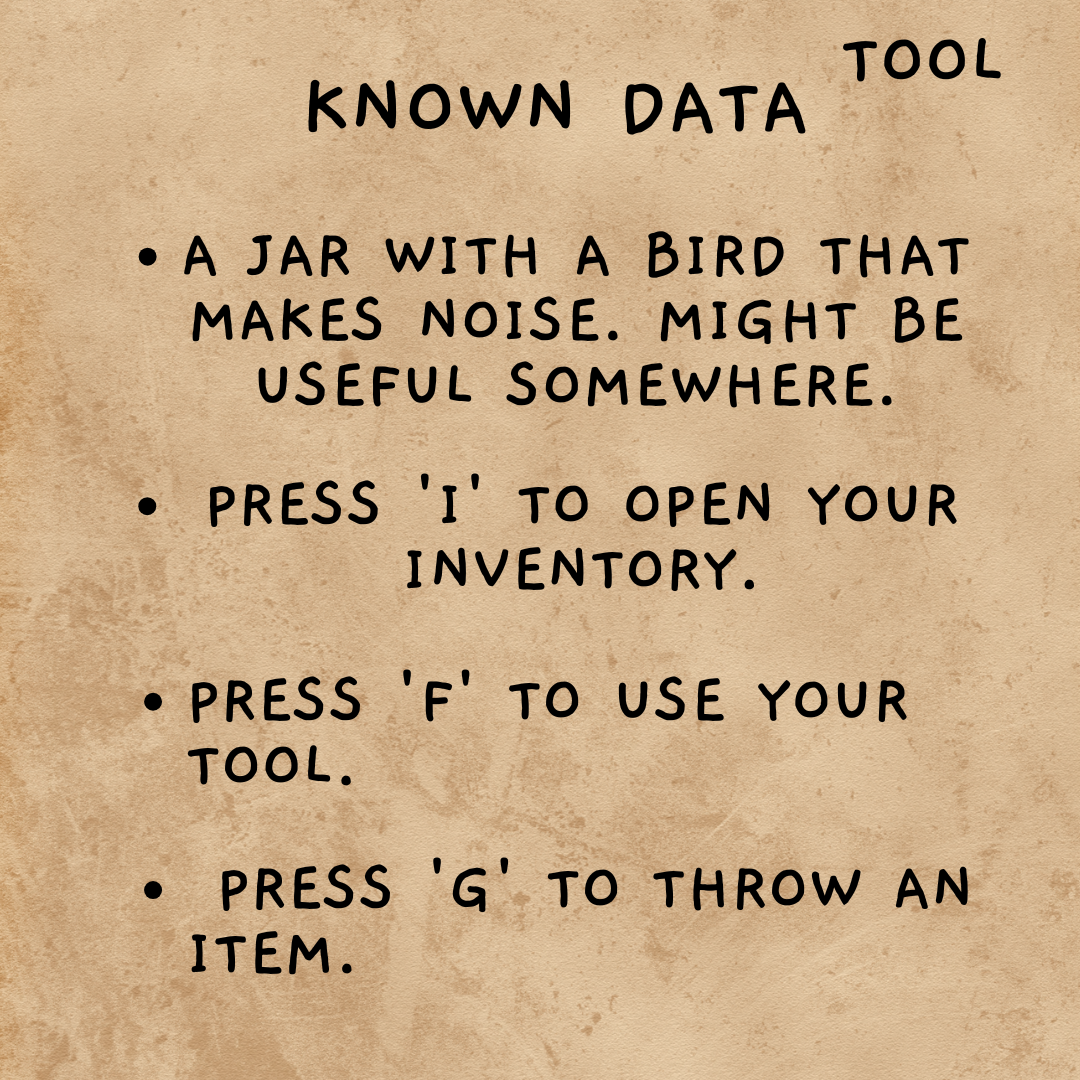 TOOL
KNOWN DATA
• A JAR WITH A BIRD THAT
MAKES NOISE. MIGHT BE
USEFUL SOMEWHERE.
• PRESS 'I' TO OPEN YOUR
INVENTORY.
• PRESS 'F' TO USE YOUR
TOOL.
• PRESS 'G' TO THROW AN
ITEM.